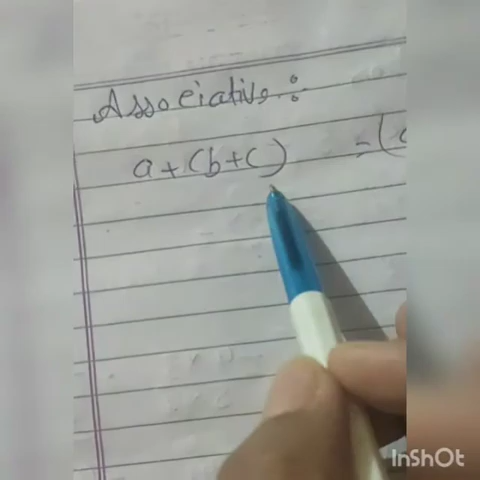 Associative :-
a + (b+c) = (
InShOt